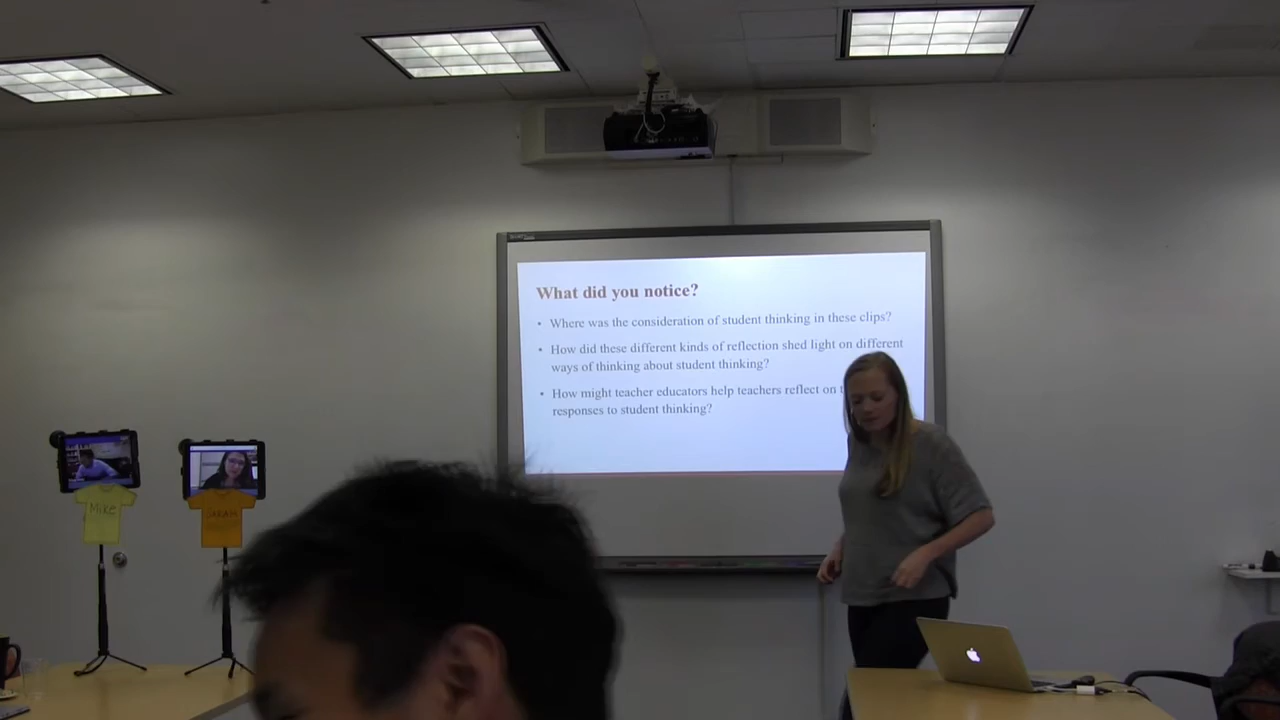 What did you notice?
• Where was the consideration of student thinking in these clips?
• How did these different kinds of reflection shed light on different
ways of thinking about student thinking?
• How might teacher educators help teachers reflect on
responses to student thinking?
Mike
SARAH